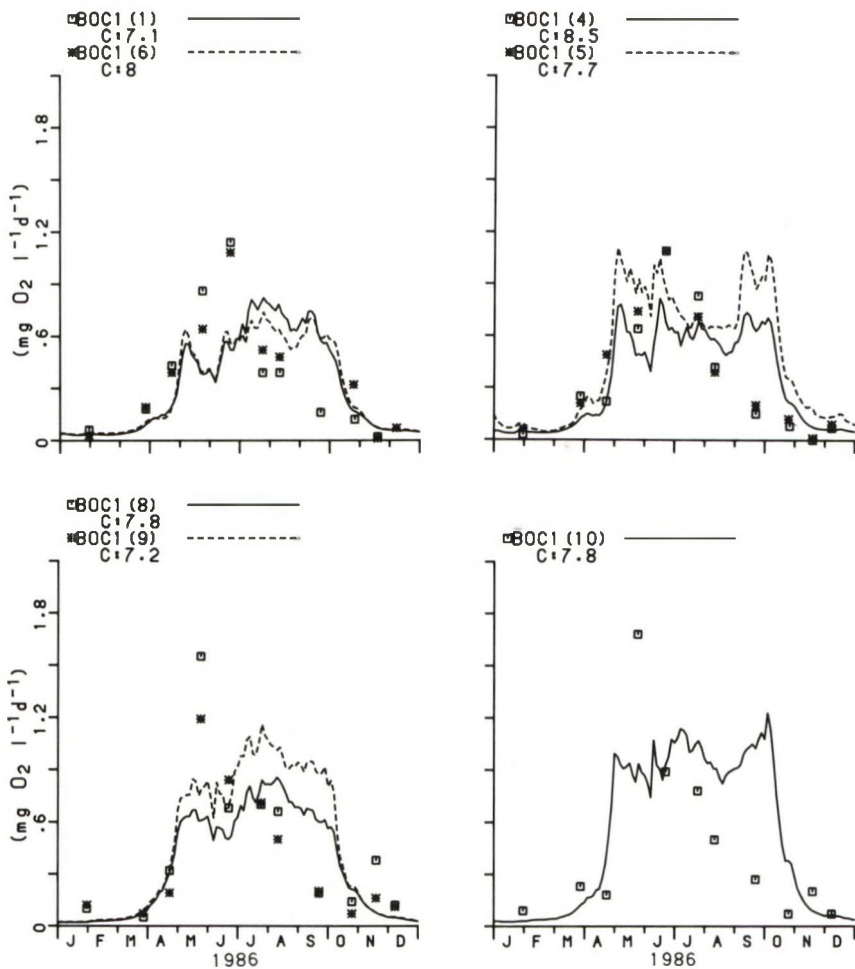 BOC1(1)
C:7.1
BOC1(6)
C:8
BOC1(4)
C:8.5
BOC1(5)
C:7.7
1.8
1.2
.6
0
(mg O2 l-1d-1)
BOC1(8)
C:7.8
BOC1(9)
C:7.2
BOC1(10)
C:7.8
1.8
1.2
.6
0
(mg O2 l-1d-1)
J F M A M J J A S O N D
1986
J F M A M J J A S O N D
1986